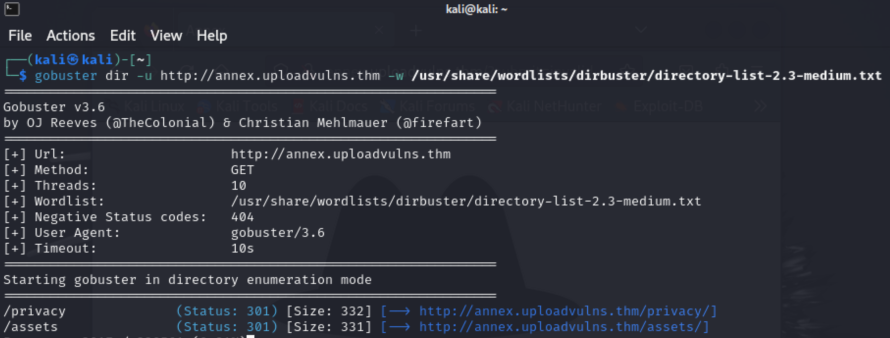 kali@kali: ~
File Actions Edit View Help
┌──(kali㉿kali)-[~]
└─$ gobuster dir -u http://annex.uploadvulns.thm -w /usr/share/wordlists/dirbuster/directory-list-2.3-medium.txt
===============================================================
Gobuster v3.6
by OJ Reeves (@TheColonial) & Christian Mehlmauer (@firefart)
===============================================================
[+] Url: http://annex.uploadvulns.thm
[+] Method: GET
[+] Threads: 10
[+] Wordlist: /usr/share/wordlists/dirbuster/directory-list-2.3-medium.txt
[+] Negative Status codes: 404
[+] User Agent: gobuster/3.6
[+] Timeout: 10s
===============================================================
Starting gobuster in directory enumeration mode
===============================================================
/privacy (Status: 301) [Size: 332] [--> http://annex.uploadvulns.thm/privacy/]
/assets (Status: 301) [Size: 331] [--> http://annex.uploadvulns.thm/assets/]